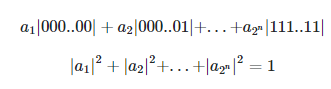 a₁|000..00| + a₂|000..01|+...+a₂ₙ|111..11|
|a₁|² + |a₂|²+...+|a₂ₙ|² = 1